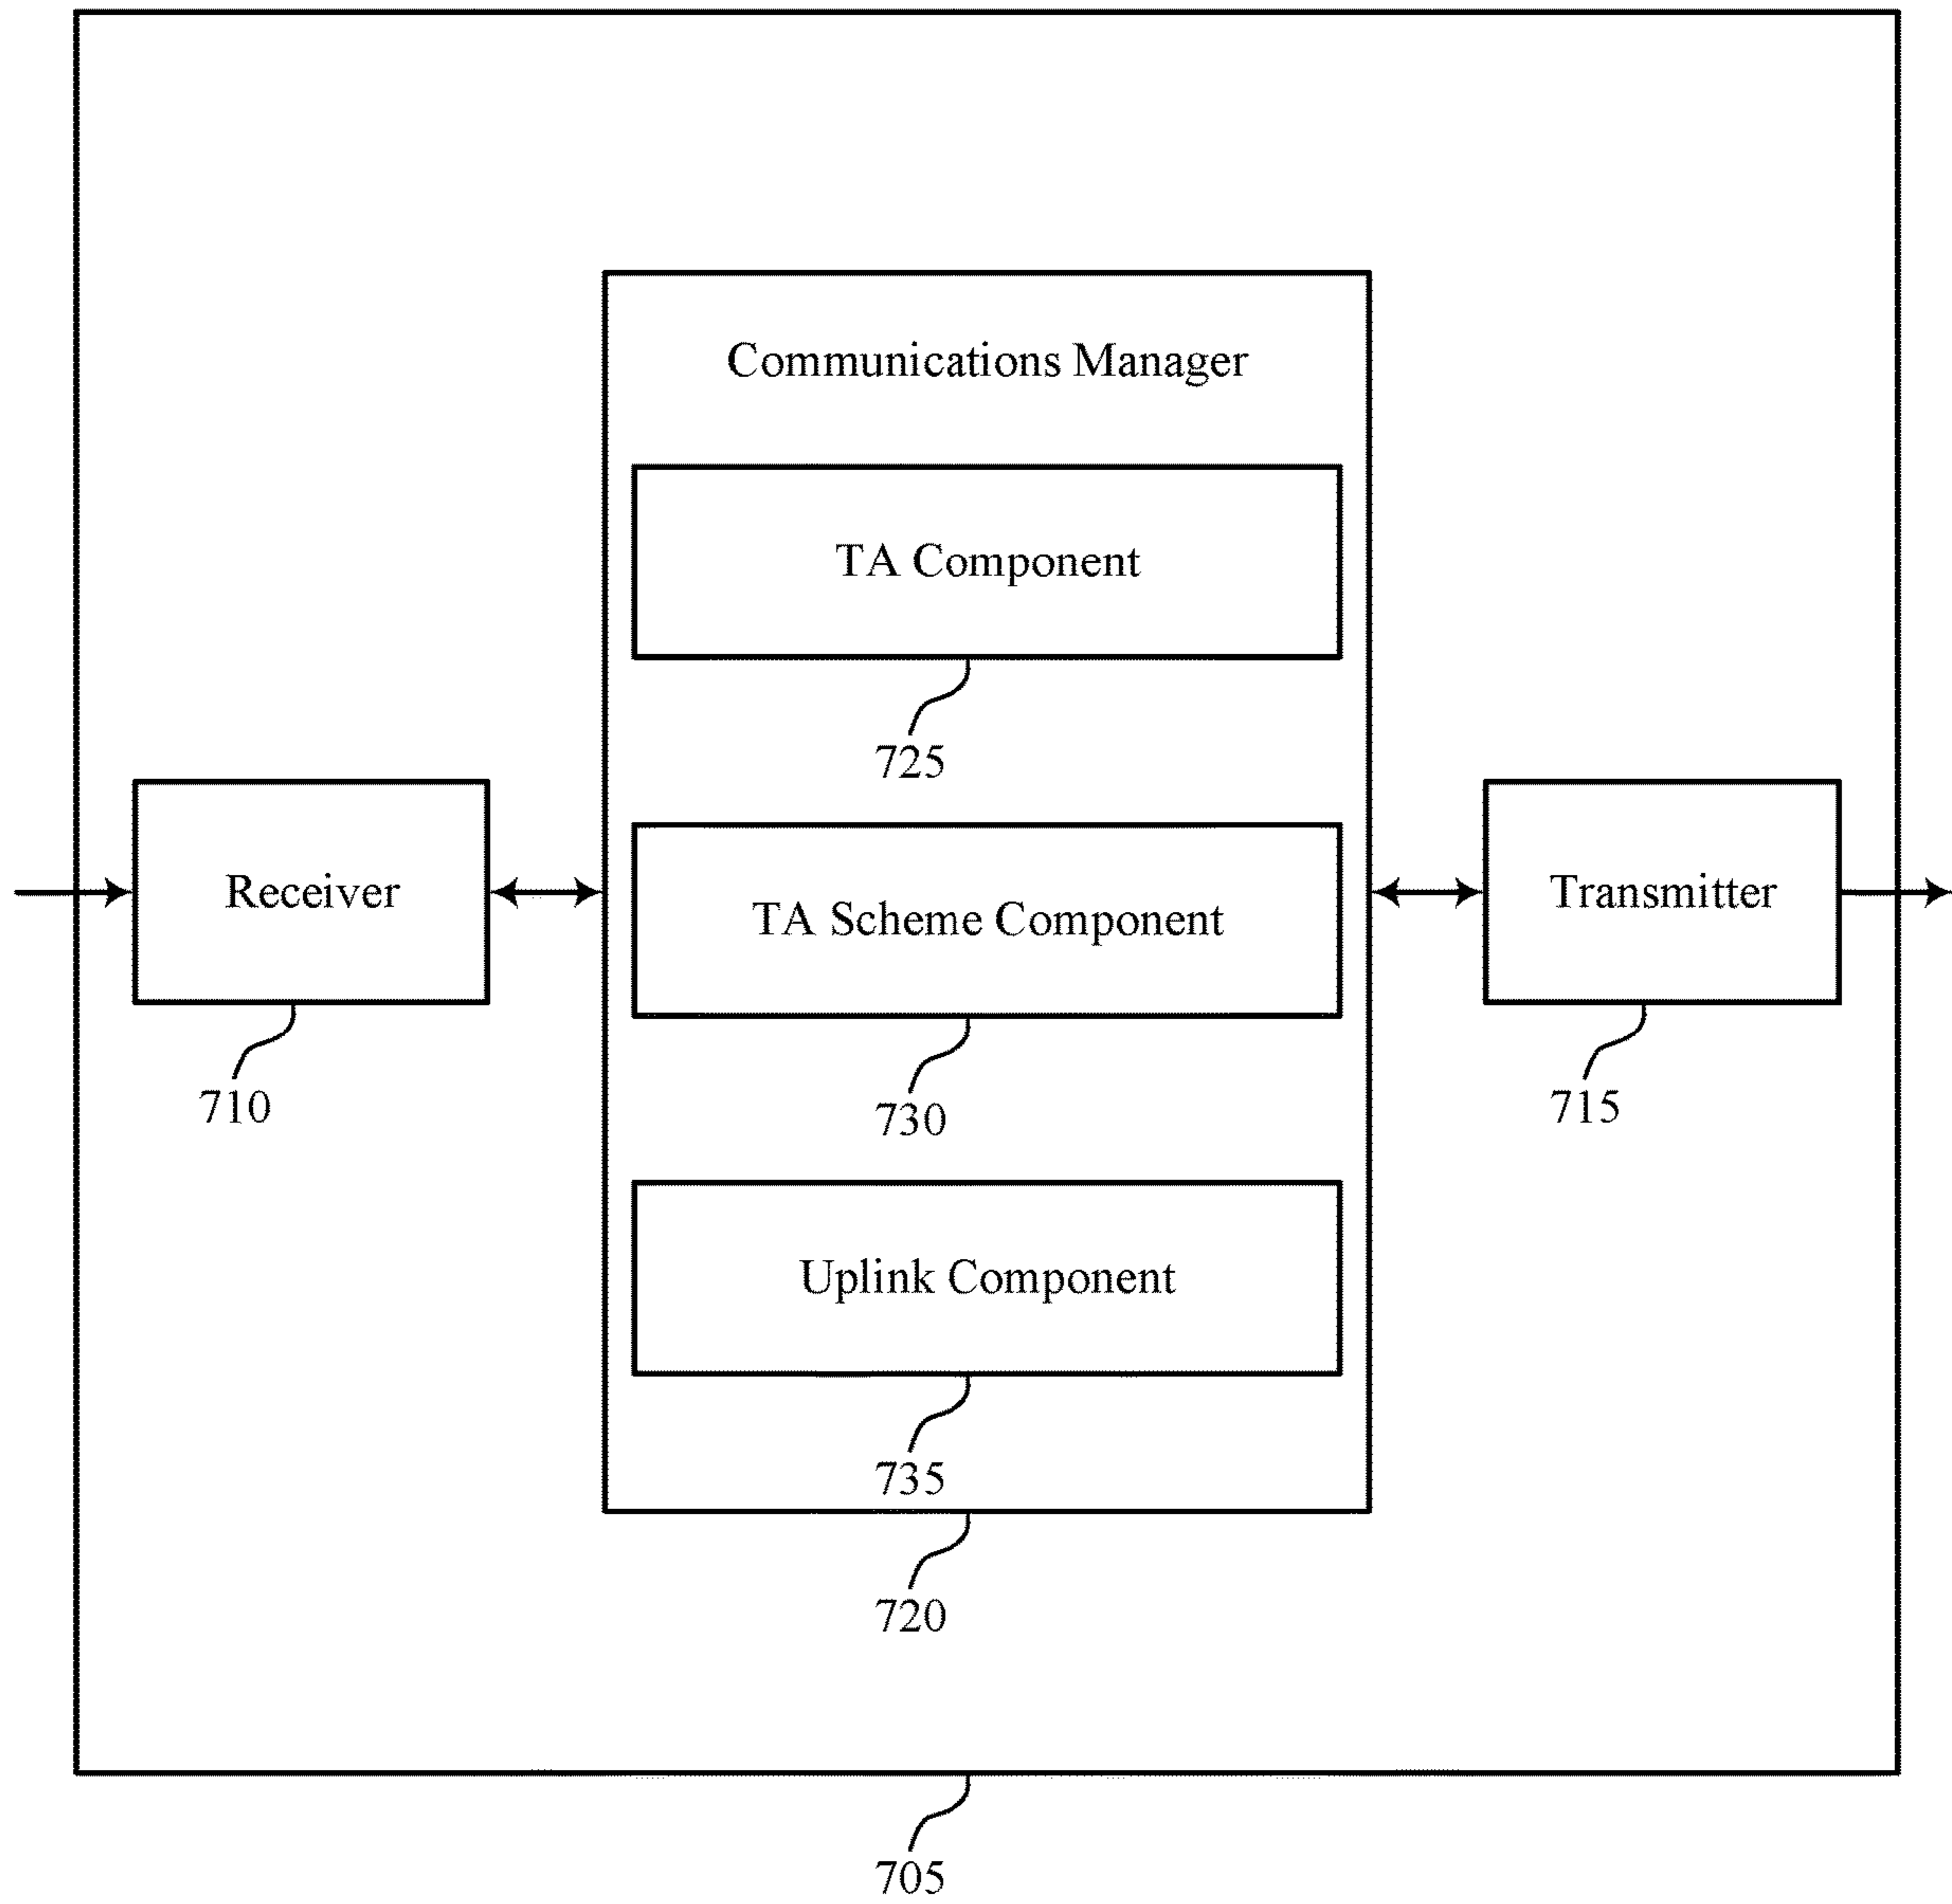 Communications Manager
TA Component
725
Receiver
TA Scheme Component
Transmitter
710
730
715
Uplink Component
735
720
705